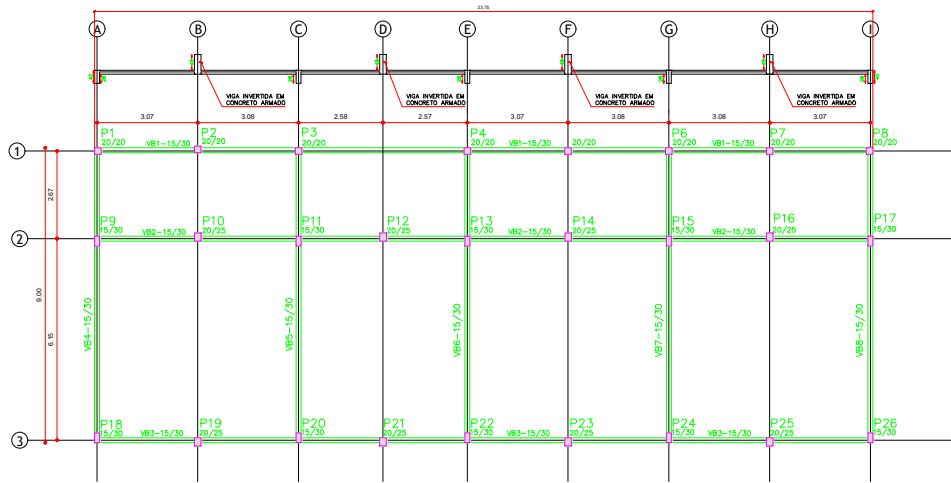 23.75
A B C D E F G H I
40 25 25 25 25 40
VIGA INVERTIDA EM
CONCRETO ARMADO
VIGA INVERTIDA EM
CONCRETO ARMADO
VIGA INVERTIDA EM
CONCRETO ARMADO
VIGA INVERTIDA EM
CONCRETO ARMADO
3.07 3.08 2.58 2.57 3.07 3.08 3.08 3.07
P1 P2 P3 P4 P6 P7 P8
20/20 VB1-15/30 20/20 20/20 20/20 VB1-15/30 20/20 20/20 VB1-15/30 20/20 20/20
1
2.67
P9 P10 P11 P12 P13 P14 P15 P16 P17
15/30 VB2-15/30 20/25 15/30 20/25 15/30 VB2-15/30 20/25 15/30 VB2-15/30 20/25 15/30
2
9.00
6.15
VB4-15/30 VB5-15/30 VB6-15/30 VB7-15/30 VB8-15/30
P18 P19 P20 P21 P22 P23 P24 P25 P26
15/30 VB3-15/30 20/25 15/30 20/25 15/30 VB3-15/30 20/25 15/30 VB3-15/30 20/25 15/30
3